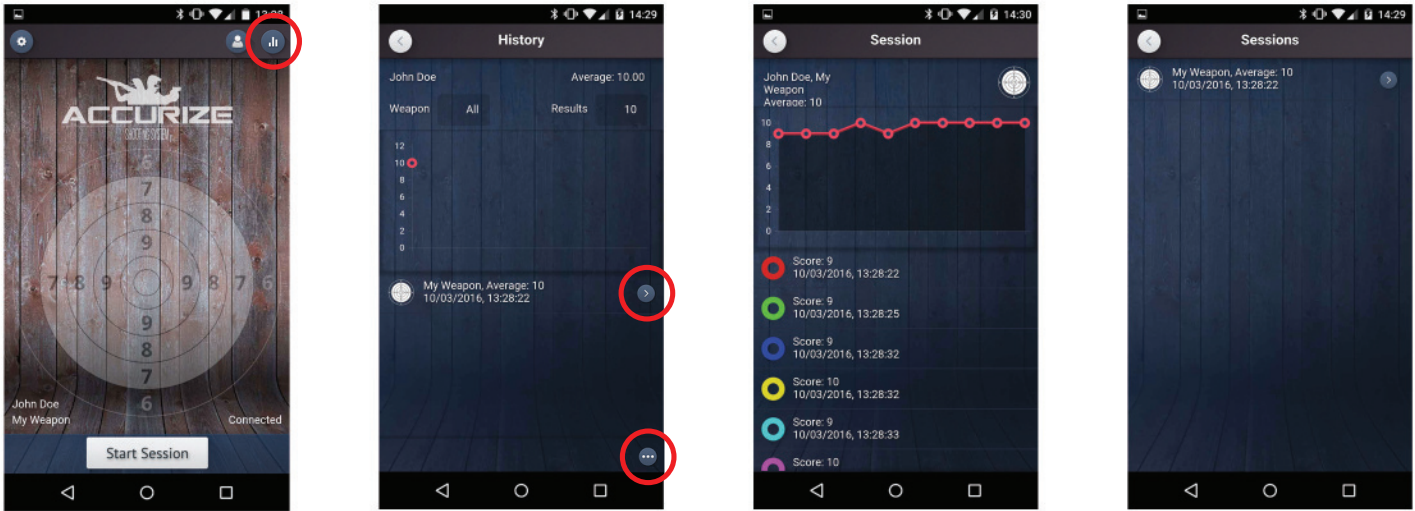 13:28
ACCURIZE
SHOOTING SYSTEM
6
7
8
9
6 7 8 9 9 8 7 6
9
8
7
6
John Doe
My Weapon
Connected
Start Session
14:29
History
John Doe
Average: 10.00
Weapon
All
Results
10
12
10
8
6
4
2
0
My Weapon, Average: 10
10/03/2016, 13:28:22
14:30
Session
John Doe, My
Weapon
Average: 10
10
8
6
4
2
0
Score: 9
10/03/2016, 13:28:22
Score: 9
10/03/2016, 13:28:25
Score: 9
10/03/2016, 13:28:32
Score: 10
10/03/2016, 13:28:32
Score: 9
10/03/2016, 13:28:33
Score: 10
14:29
Sessions
My Weapon, Average: 10
10/03/2016, 13:28:22